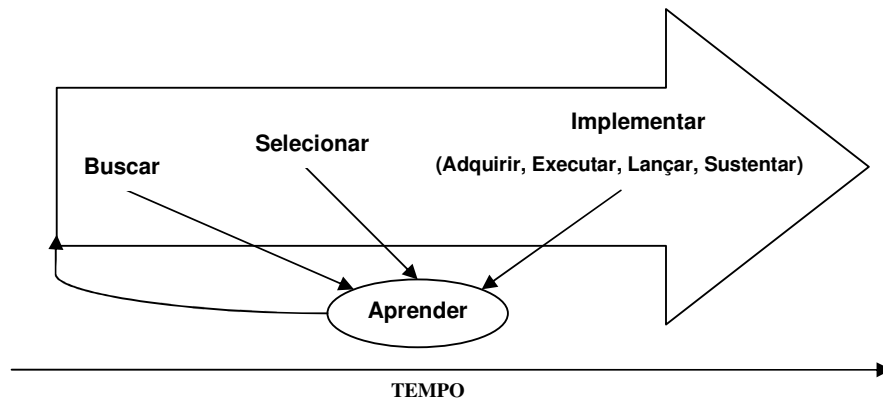 Buscar
Selecionar
Implementar
(Adquirir, Executar, Lançar, Sustentar)
Aprender
TEMPO